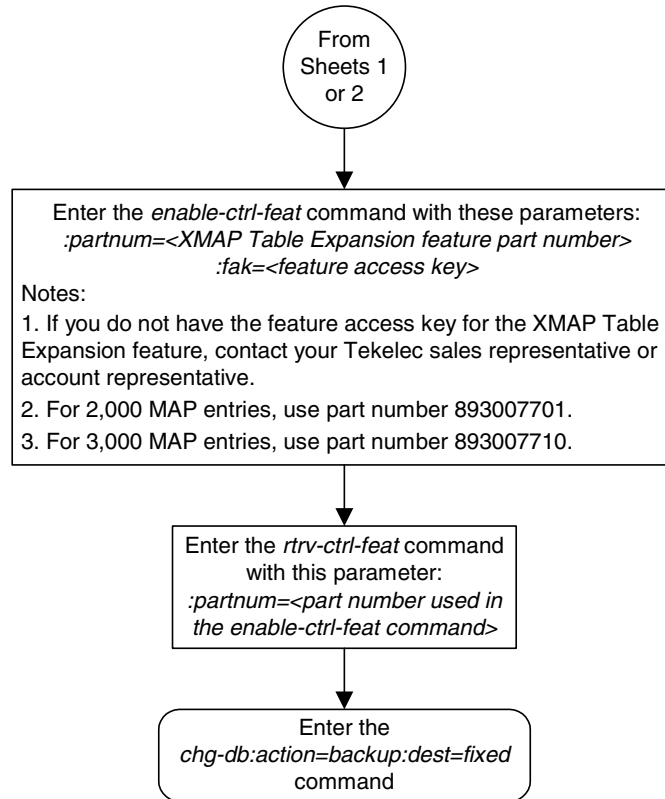 From
Sheets 1
or 2
Enter the enable-ctrl-feat command with these parameters:
:partnum=<XMAP Table Expansion feature part number>
:fak=<feature access key>
Notes:
1. If you do not have the feature access key for the XMAP Table
Expansion feature, contact your Tekelec sales representative or
account representative.
2. For 2,000 MAP entries, use part number 893007701.
3. For 3,000 MAP entries, use part number 893007710.
Enter the rtrv-ctrl-feat command
with this parameter:
:partnum=<part number used in
the enable-ctrl-feat command>
Enter the
chg-db:action=backup:dest=fixed
command